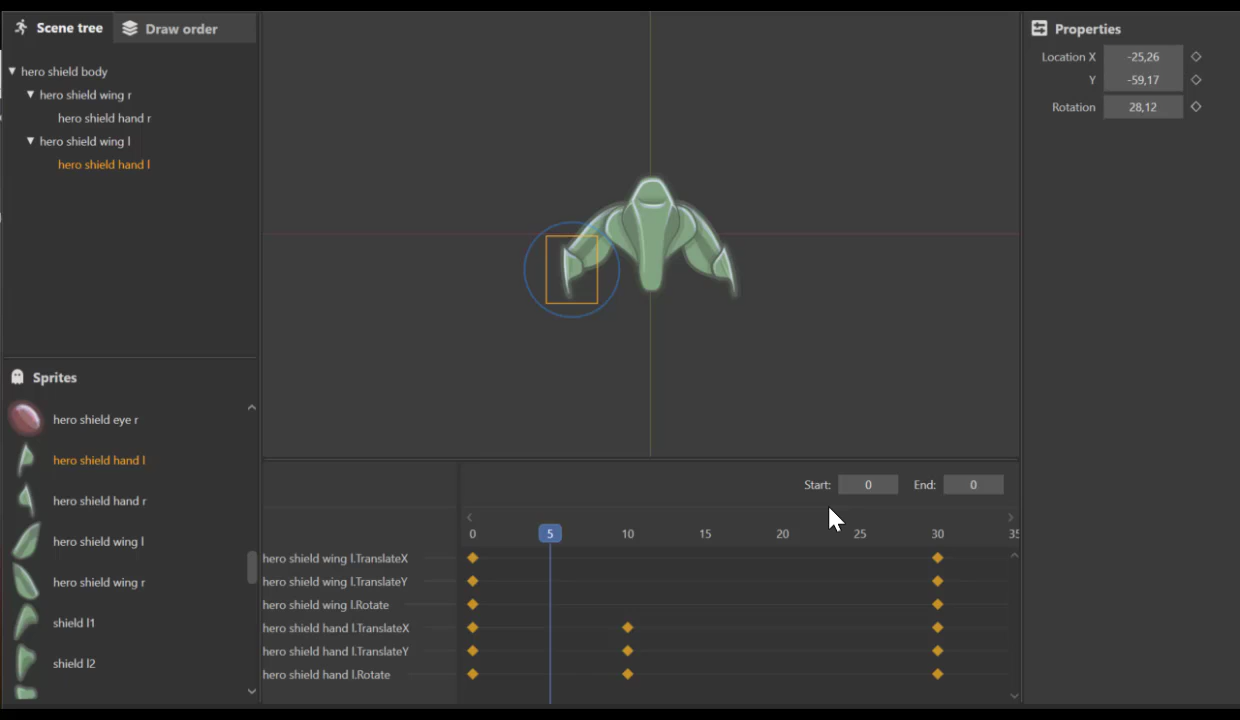 Scene tree
Draw order
hero shield body
hero shield wing r
hero shield hand r
hero shield wing l
hero shield hand l
Sprites
hero shield eye r
hero shield hand l
hero shield hand r
hero shield wing l
hero shield wing r
shield l1
shield l2
Start: 0 End: 0
0 5 10 15 20 25 30 35
hero shield wing l.TranslateX
hero shield wing l.TranslateY
hero shield wing l.Rotate
hero shield hand l.TranslateX
hero shield hand l.TranslateY
hero shield hand l.Rotate
Properties
Location X -25,26
Y -59,17
Rotation 28,12